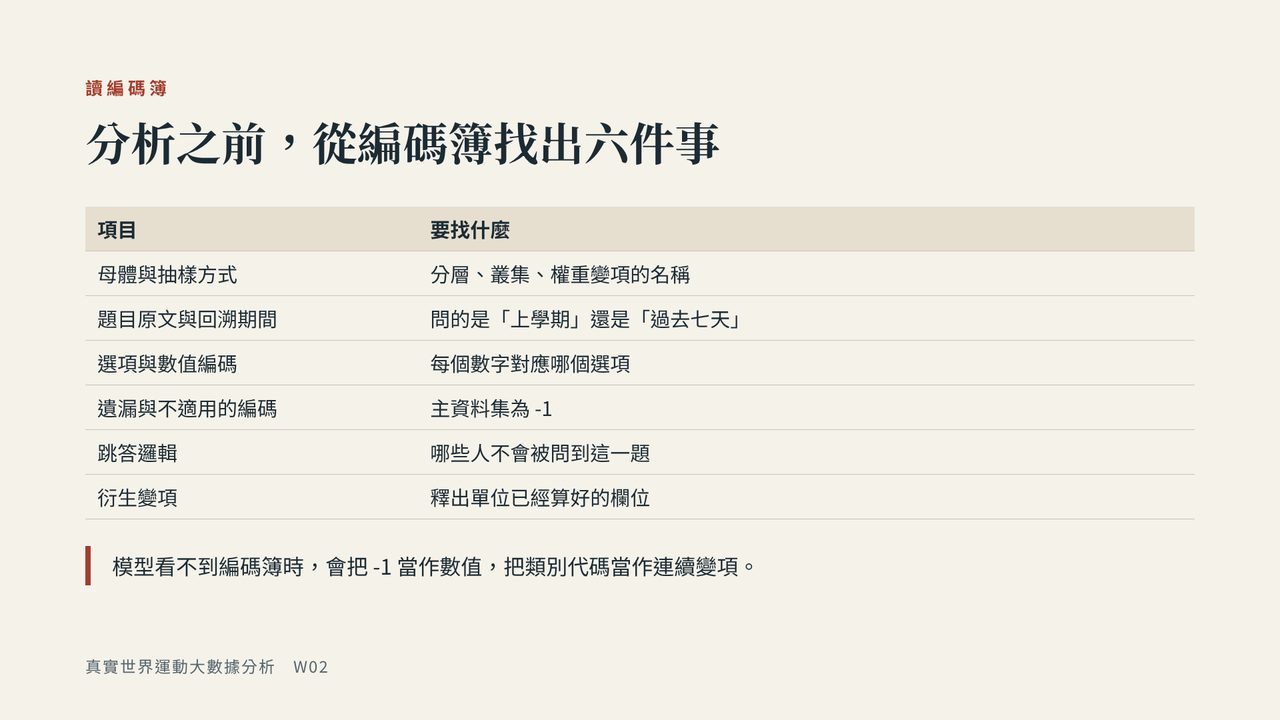 讀編碼簿
分析之前，從編碼簿找出六件事
項目 要找什麼
母體與抽樣方式 分層、叢集、權重變項的名稱
題目原文與回溯期間 問的是「上學期」還是「過去七天」
選項與數值編碼 每個數字對應哪個選項
遺漏與不適用的編碼 主資料集為 -1
跳答邏輯 哪些人不會被問到這一題
衍生變項 釋出單位已經算好的欄位
模型看不到編碼簿時，會把 -1 當作數值，把類別代碼當作連續變項。
真實世界運動大數據分析 W02